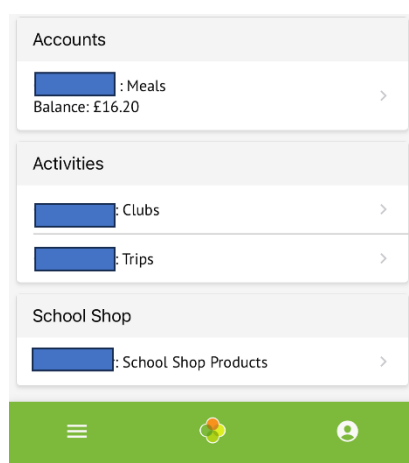 Accounts
: Meals
Balance: £16.20
Activities
: Clubs
: Trips
School Shop
: School Shop Products